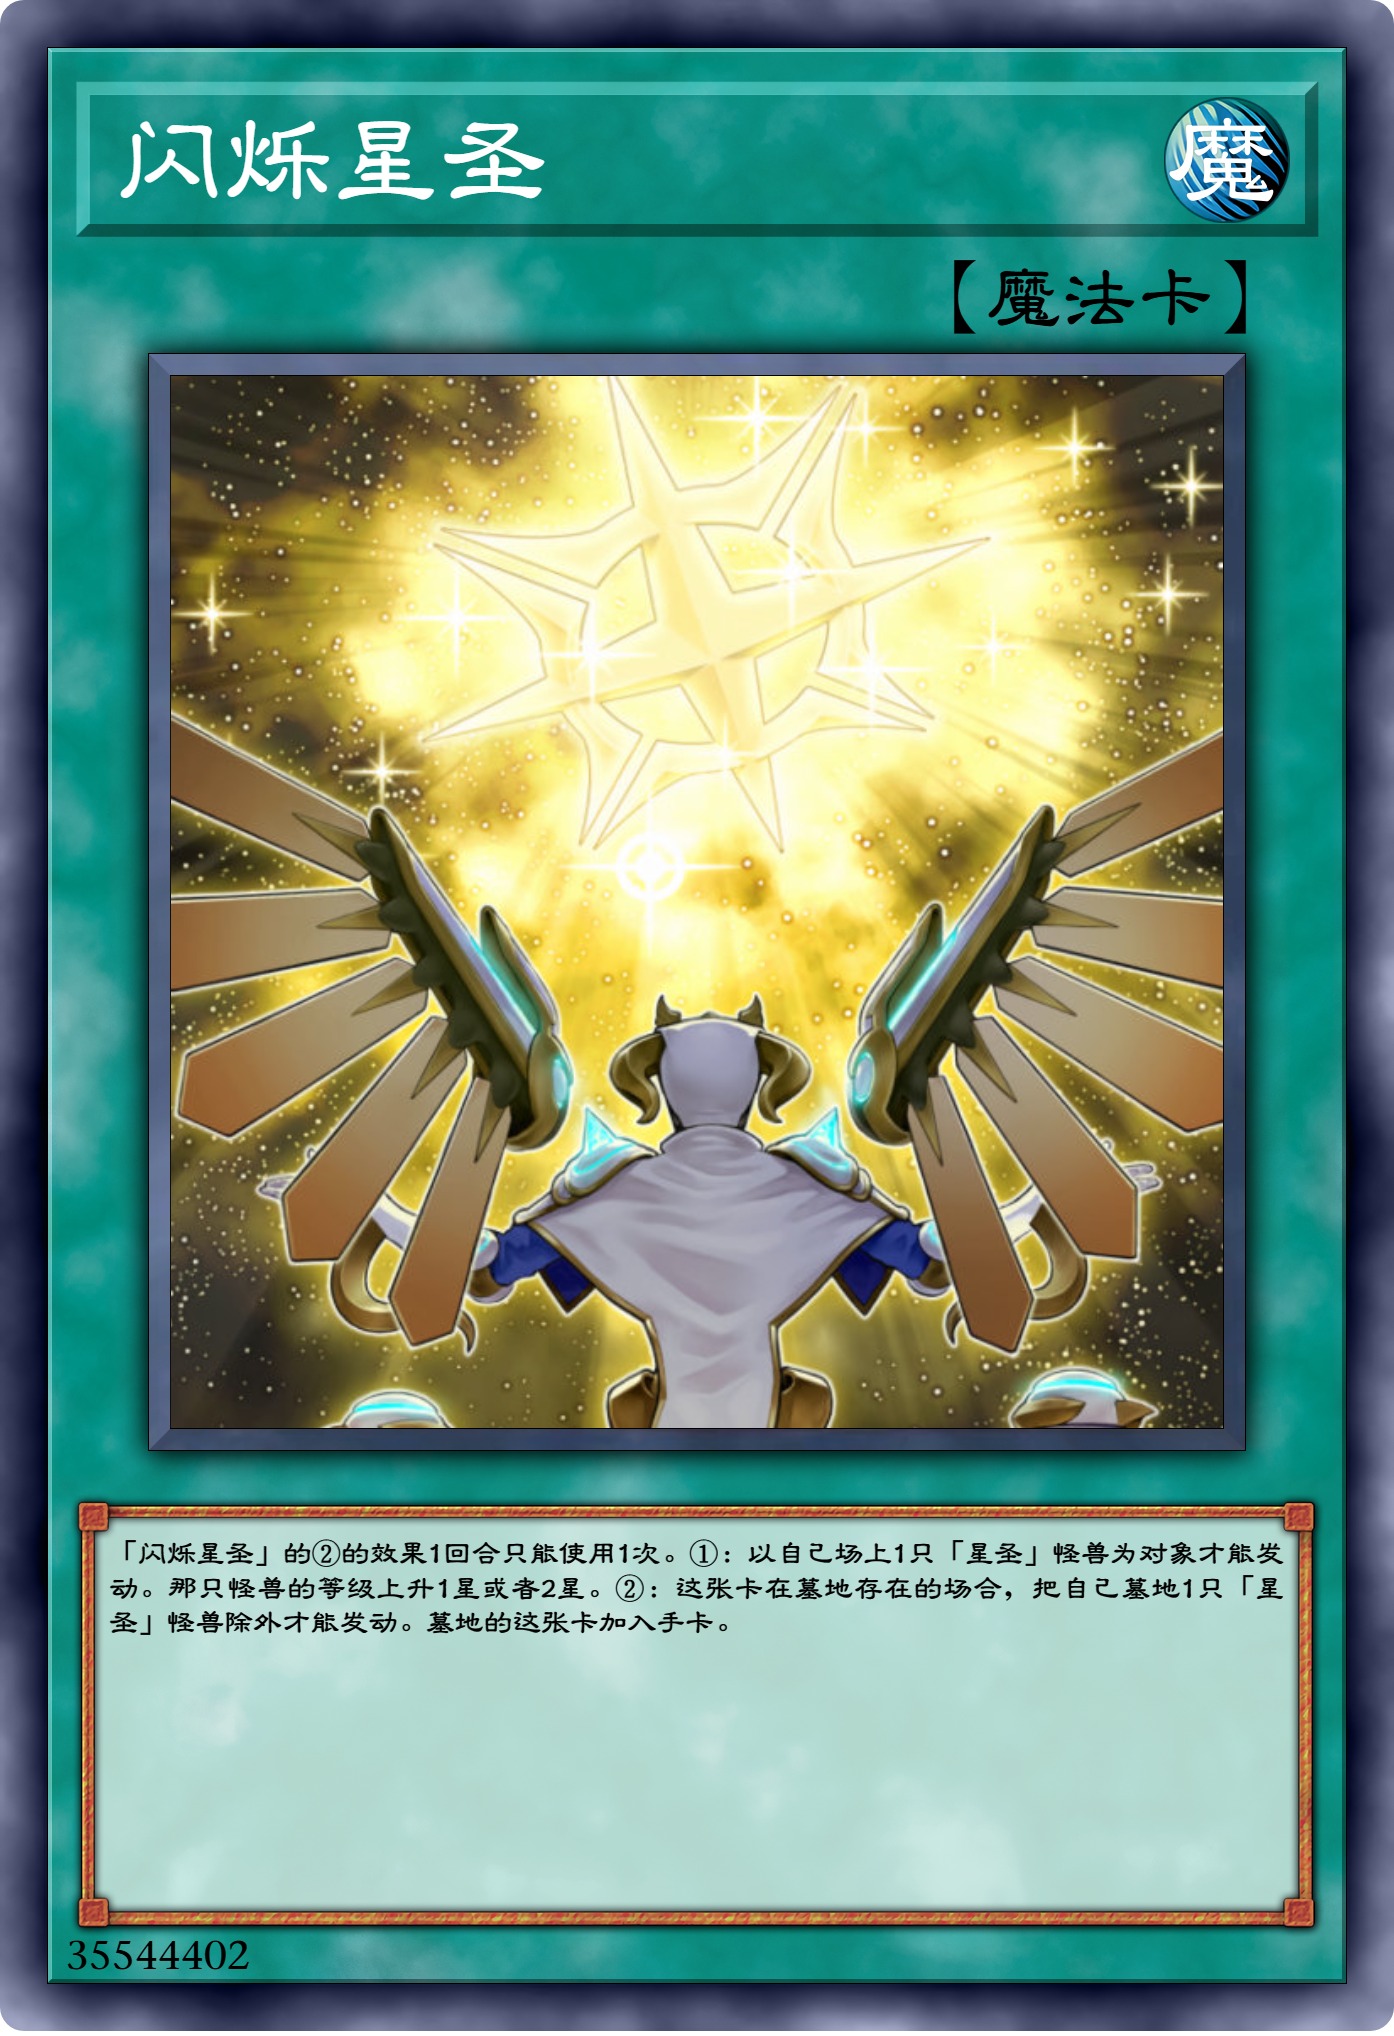 闪烁星圣
魔
【魔法卡】
「闪烁星圣」的②的效果1回合只能使用1次。①：以自己场上1只「星圣」怪兽为对象才能发
动。那只怪兽的等级上升1星或者2星。②：这张卡在墓地存在的场合，把自己墓地1只「星
圣」怪兽除外才能发动。墓地的这张卡加入手卡。
35544402